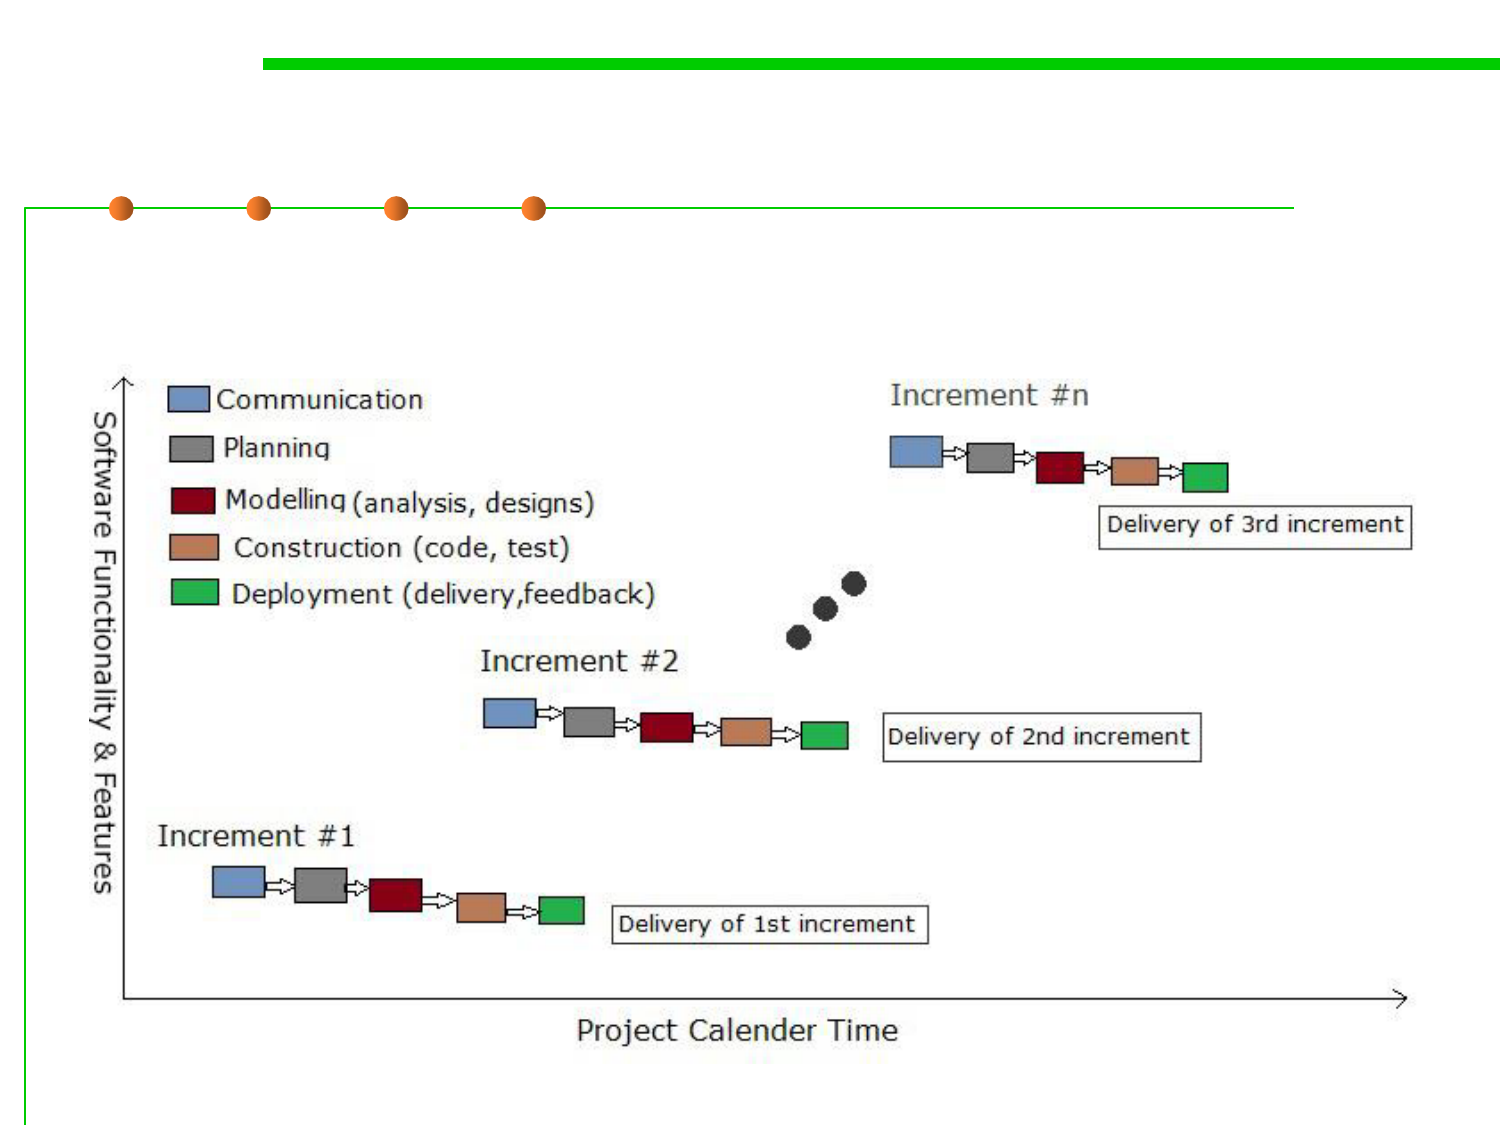 Communication
Planning
Modelling (analysis, designs)
Construction (code, test)
Deployment (delivery,feedback)
Increment #n
Delivery of 3rd increment
Increment #2
Delivery of 2nd increment
Increment #1
Delivery of 1st increment
Software Functionality & Features
Project Calender Time